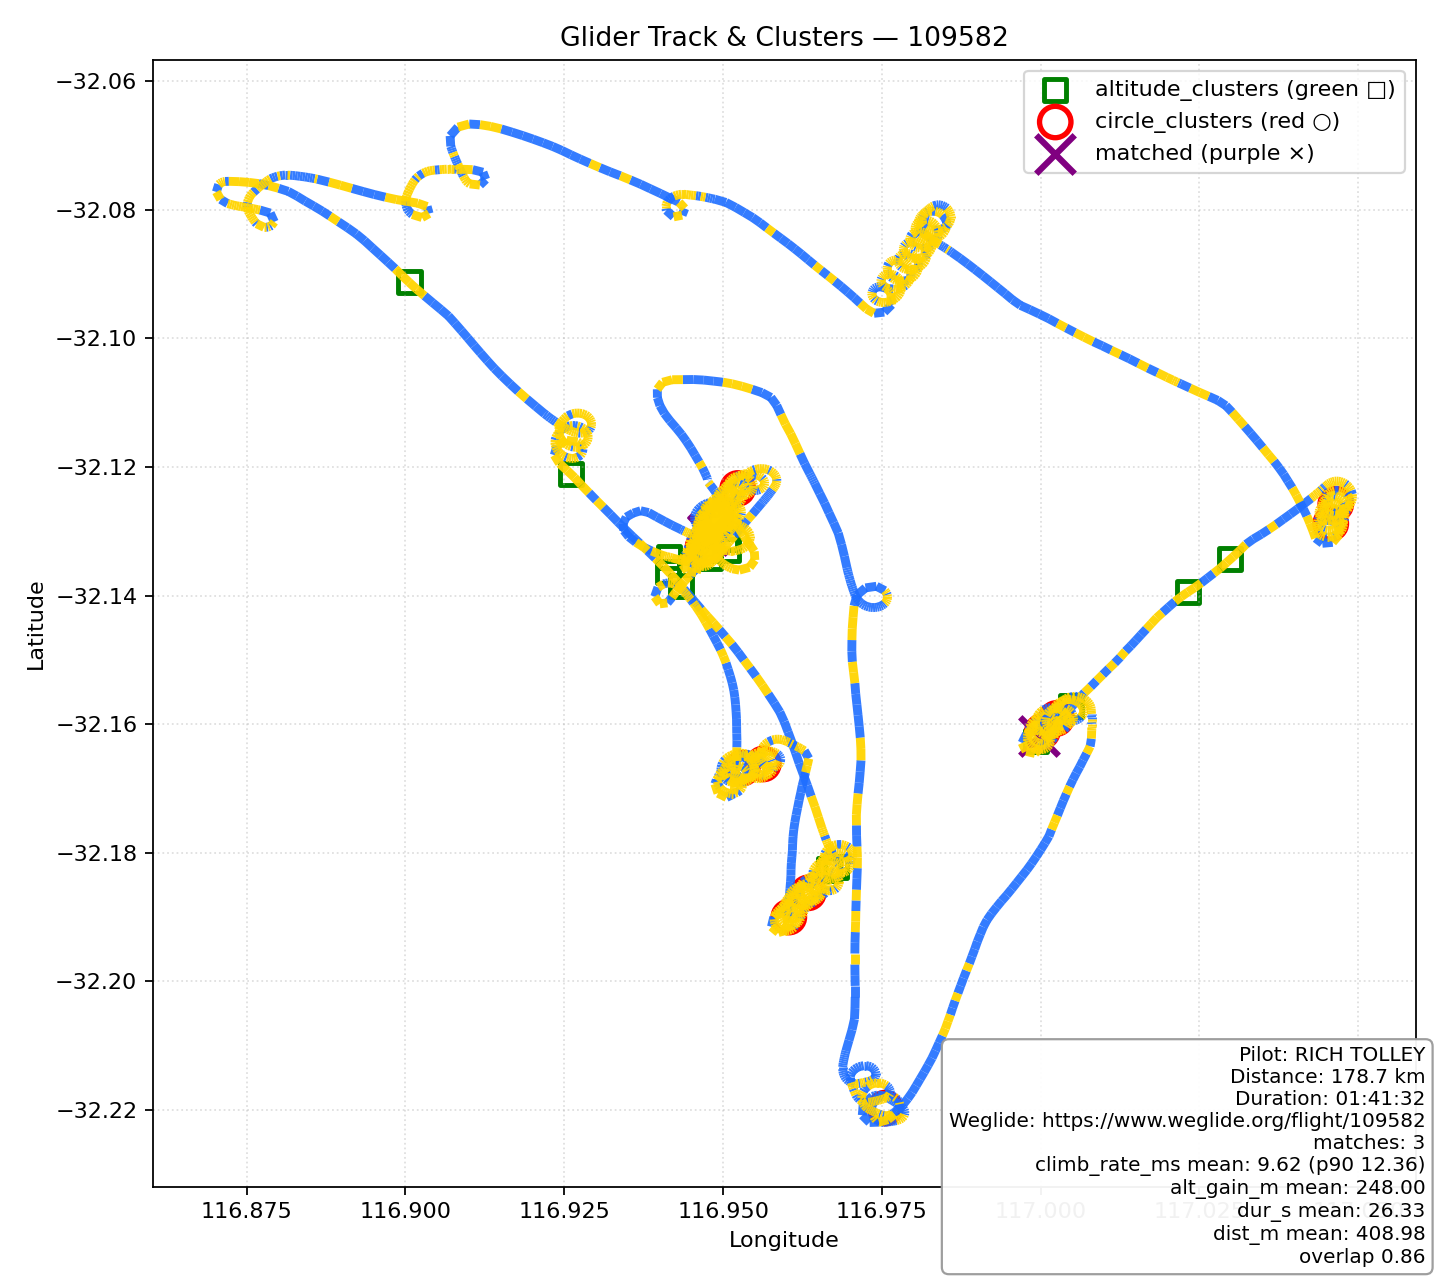 Glider Track & Clusters — 109582
altitude_clusters (green □)
circle_clusters (red ○)
matched (purple ×)
−32.06
−32.08
−32.10
−32.12
−32.14
−32.16
−32.18
−32.20
−32.22
Latitude
116.875 116.900 116.925 116.950 116.975 117.000
Longitude
Pilot: RICH TOLLEY
Distance: 178.7 km
Duration: 01:41:32
Weglide: https://www.weglide.org/flight/109582
matches: 3
climb_rate_ms mean: 9.62 (p90 12.36)
alt_gain_m mean: 248.00
dur_s mean: 26.33
dist_m mean: 408.98
overlap 0.86